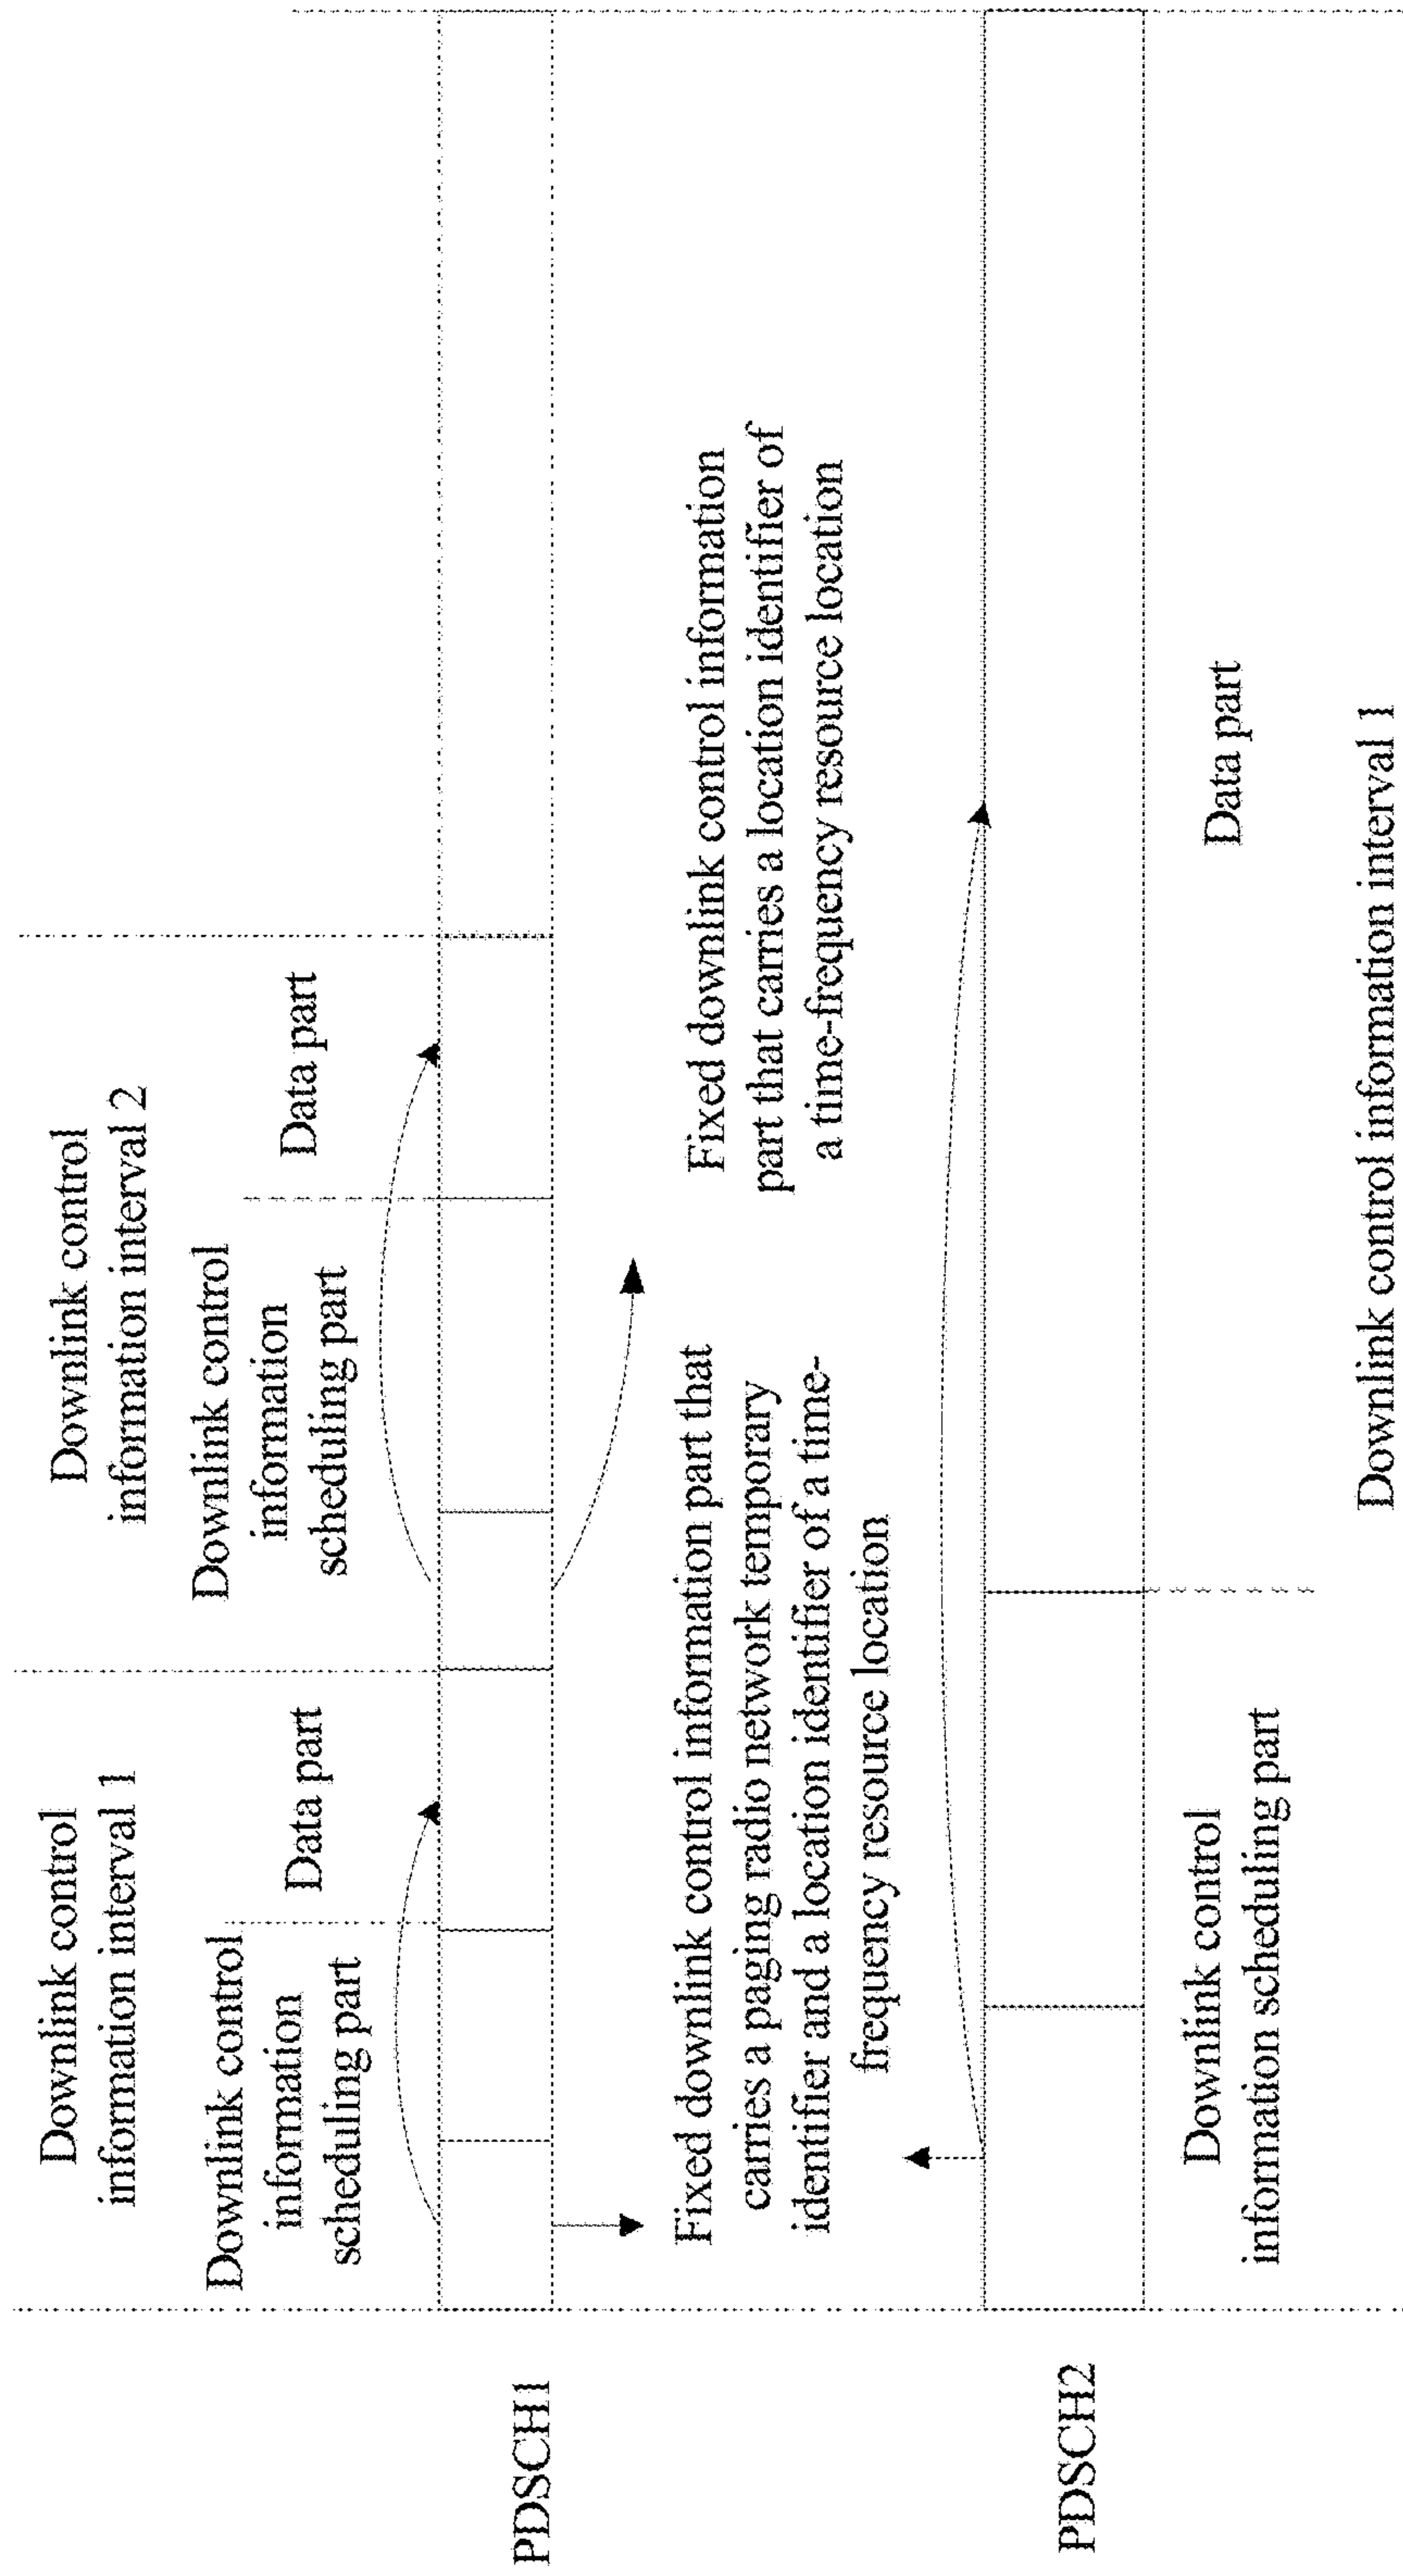 Downlink control
information interval 1
Downlink control
information interval 2
Downlink control
information
scheduling part
Data part
Downlink control
information
scheduling part
Data part
PDSCH1
Fixed downlink control information part that
carries a paging radio network temporary
identifier and a location identifier of a time-
frequency resource location
Fixed downlink control information
part that carries a location identifier of
a time-frequency resource location
PDSCH2
Downlink control
information scheduling part
Data part
Downlink control information interval 1